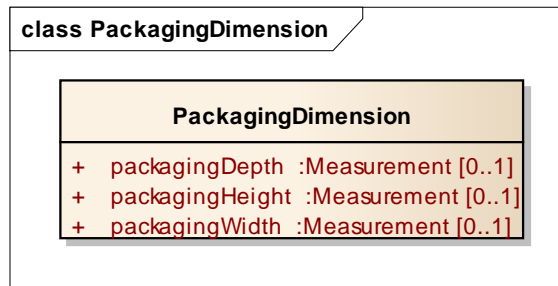 class PackagingDimension
PackagingDimension
+ packagingDepth :Measurement [0..1]
+ packagingHeight :Measurement [0..1]
+ packagingWidth :Measurement [0..1]